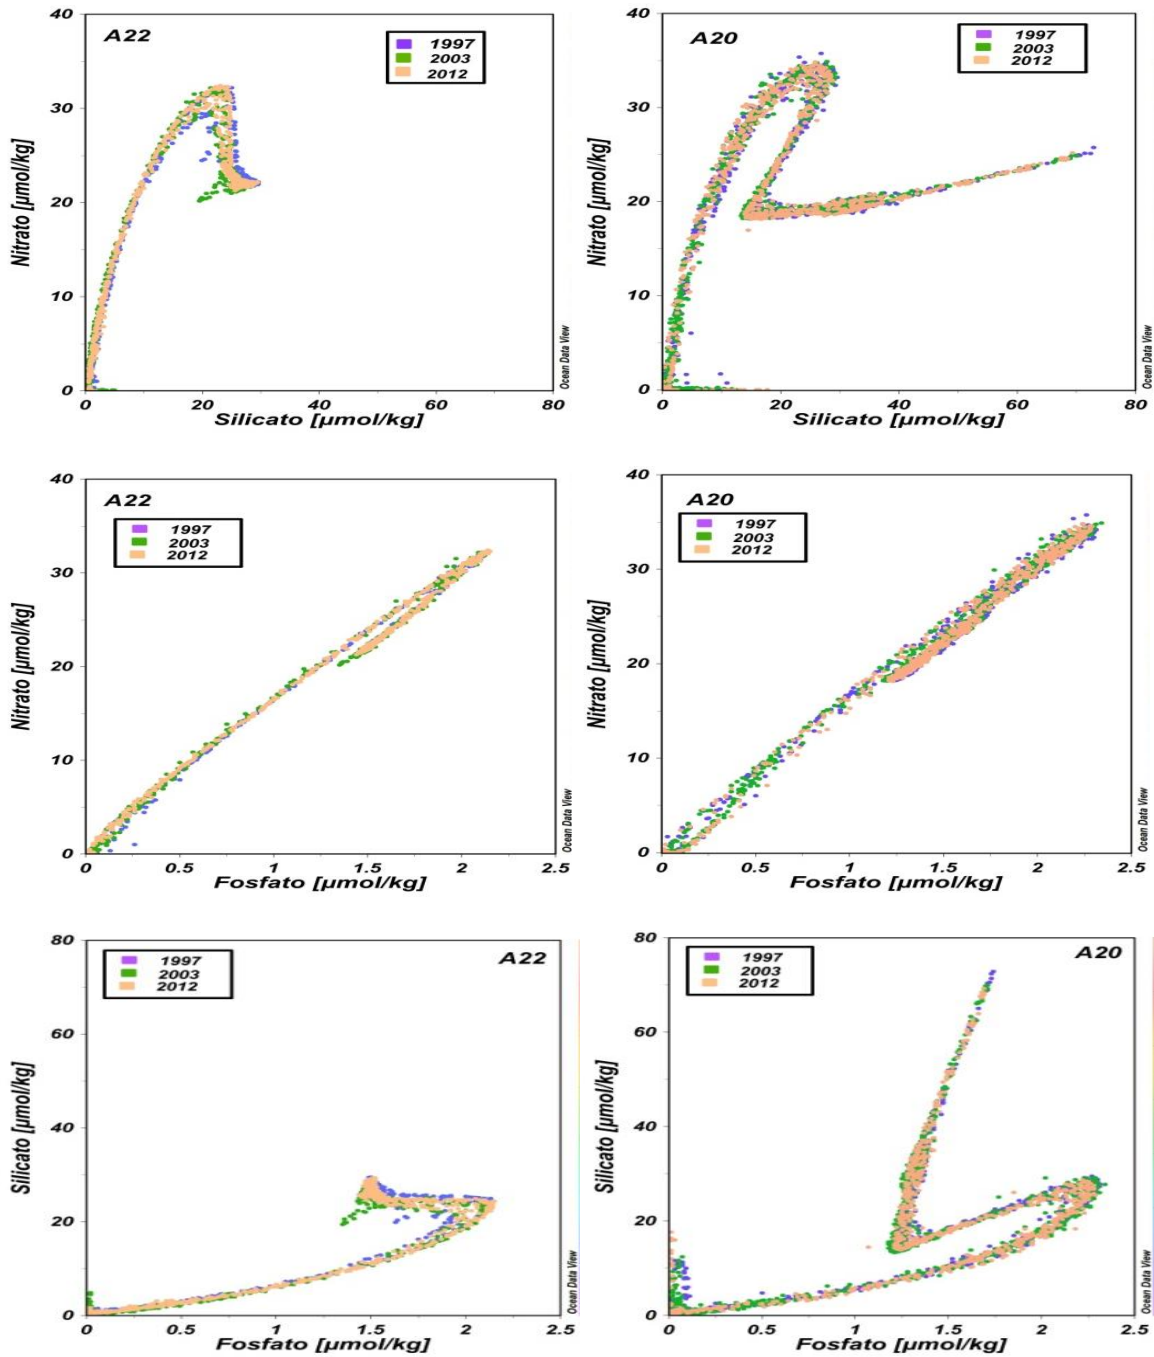 A22
1997
2003
2012
40
30
20
10
0
0 20 40 60 80
Nitrato [µmol/kg]
Silicato [µmol/kg]
Ocean Data View
A20
1997
2003
2012
40
30
20
10
0
0 20 40 60 80
Nitrato [µmol/kg]
Silicato [µmol/kg]
Ocean Data View
A22
1997
2003
2012
40
30
20
10
0
0 0.5 1 1.5 2 2.5
Nitrato [µmol/kg]
Fosfato [µmol/kg]
Ocean Data View
A20
1997
2003
2012
40
30
20
10
0
0 0.5 1 1.5 2 2.5
Nitrato [µmol/kg]
Fosfato [µmol/kg]
Ocean Data View
A22
1997
2003
2012
80
60
40
20
0
0 0.5 1 1.5 2 2.5
Silicato [µmol/kg]
Fosfato [µmol/kg]
Ocean Data View
A20
1997
2003
2012
80
60
40
20
0
0 0.5 1 1.5 2 2.5
Silicato [µmol/kg]
Fosfato [µmol/kg]
Ocean Data View